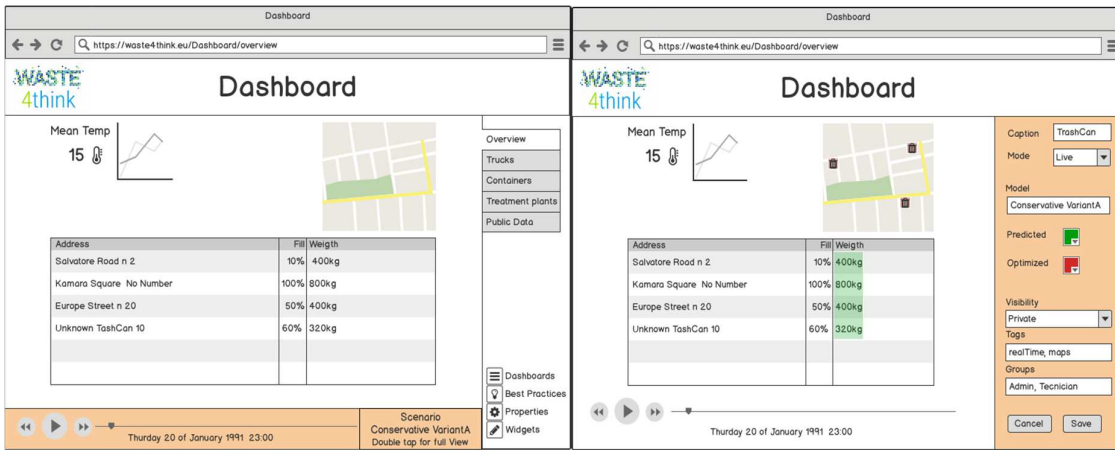 Dashboard
https://waste4think.eu/Dashboard/overview
WASTE
4think
Dashboard
Mean Temp
15
Overview
Trucks
Containers
Treatment plants
Public Data
Address Fill Weigth
Salvatore Road n 2 10% 400kg
Kamara Square No Number 100% 800kg
Europe Street n 20 50% 400kg
Unknown TashCan 10 60% 320kg
Dashboards
Best Practices
Properties
Widgets
Thurday 20 of January 1991 23:00
Scenario
Conservative VariantA
Double tap for full View
Dashboard
https://waste4think.eu/Dashboard/overview
WASTE
4think
Dashboard
Mean Temp
15
Address Fill Weigth
Salvatore Road n 2 10% 400kg
Kamara Square No Number 100% 800kg
Europe Street n 20 50% 400kg
Unknown TashCan 10 60% 320kg
Thurday 20 of January 1991 23:00
Caption TrashCan
Mode Live
Model
Conservative VariantA
Predicted
Optimized
Visibility
Private
Tags
realTime, maps
Groups
Admin, Tecnician
Cancel Save